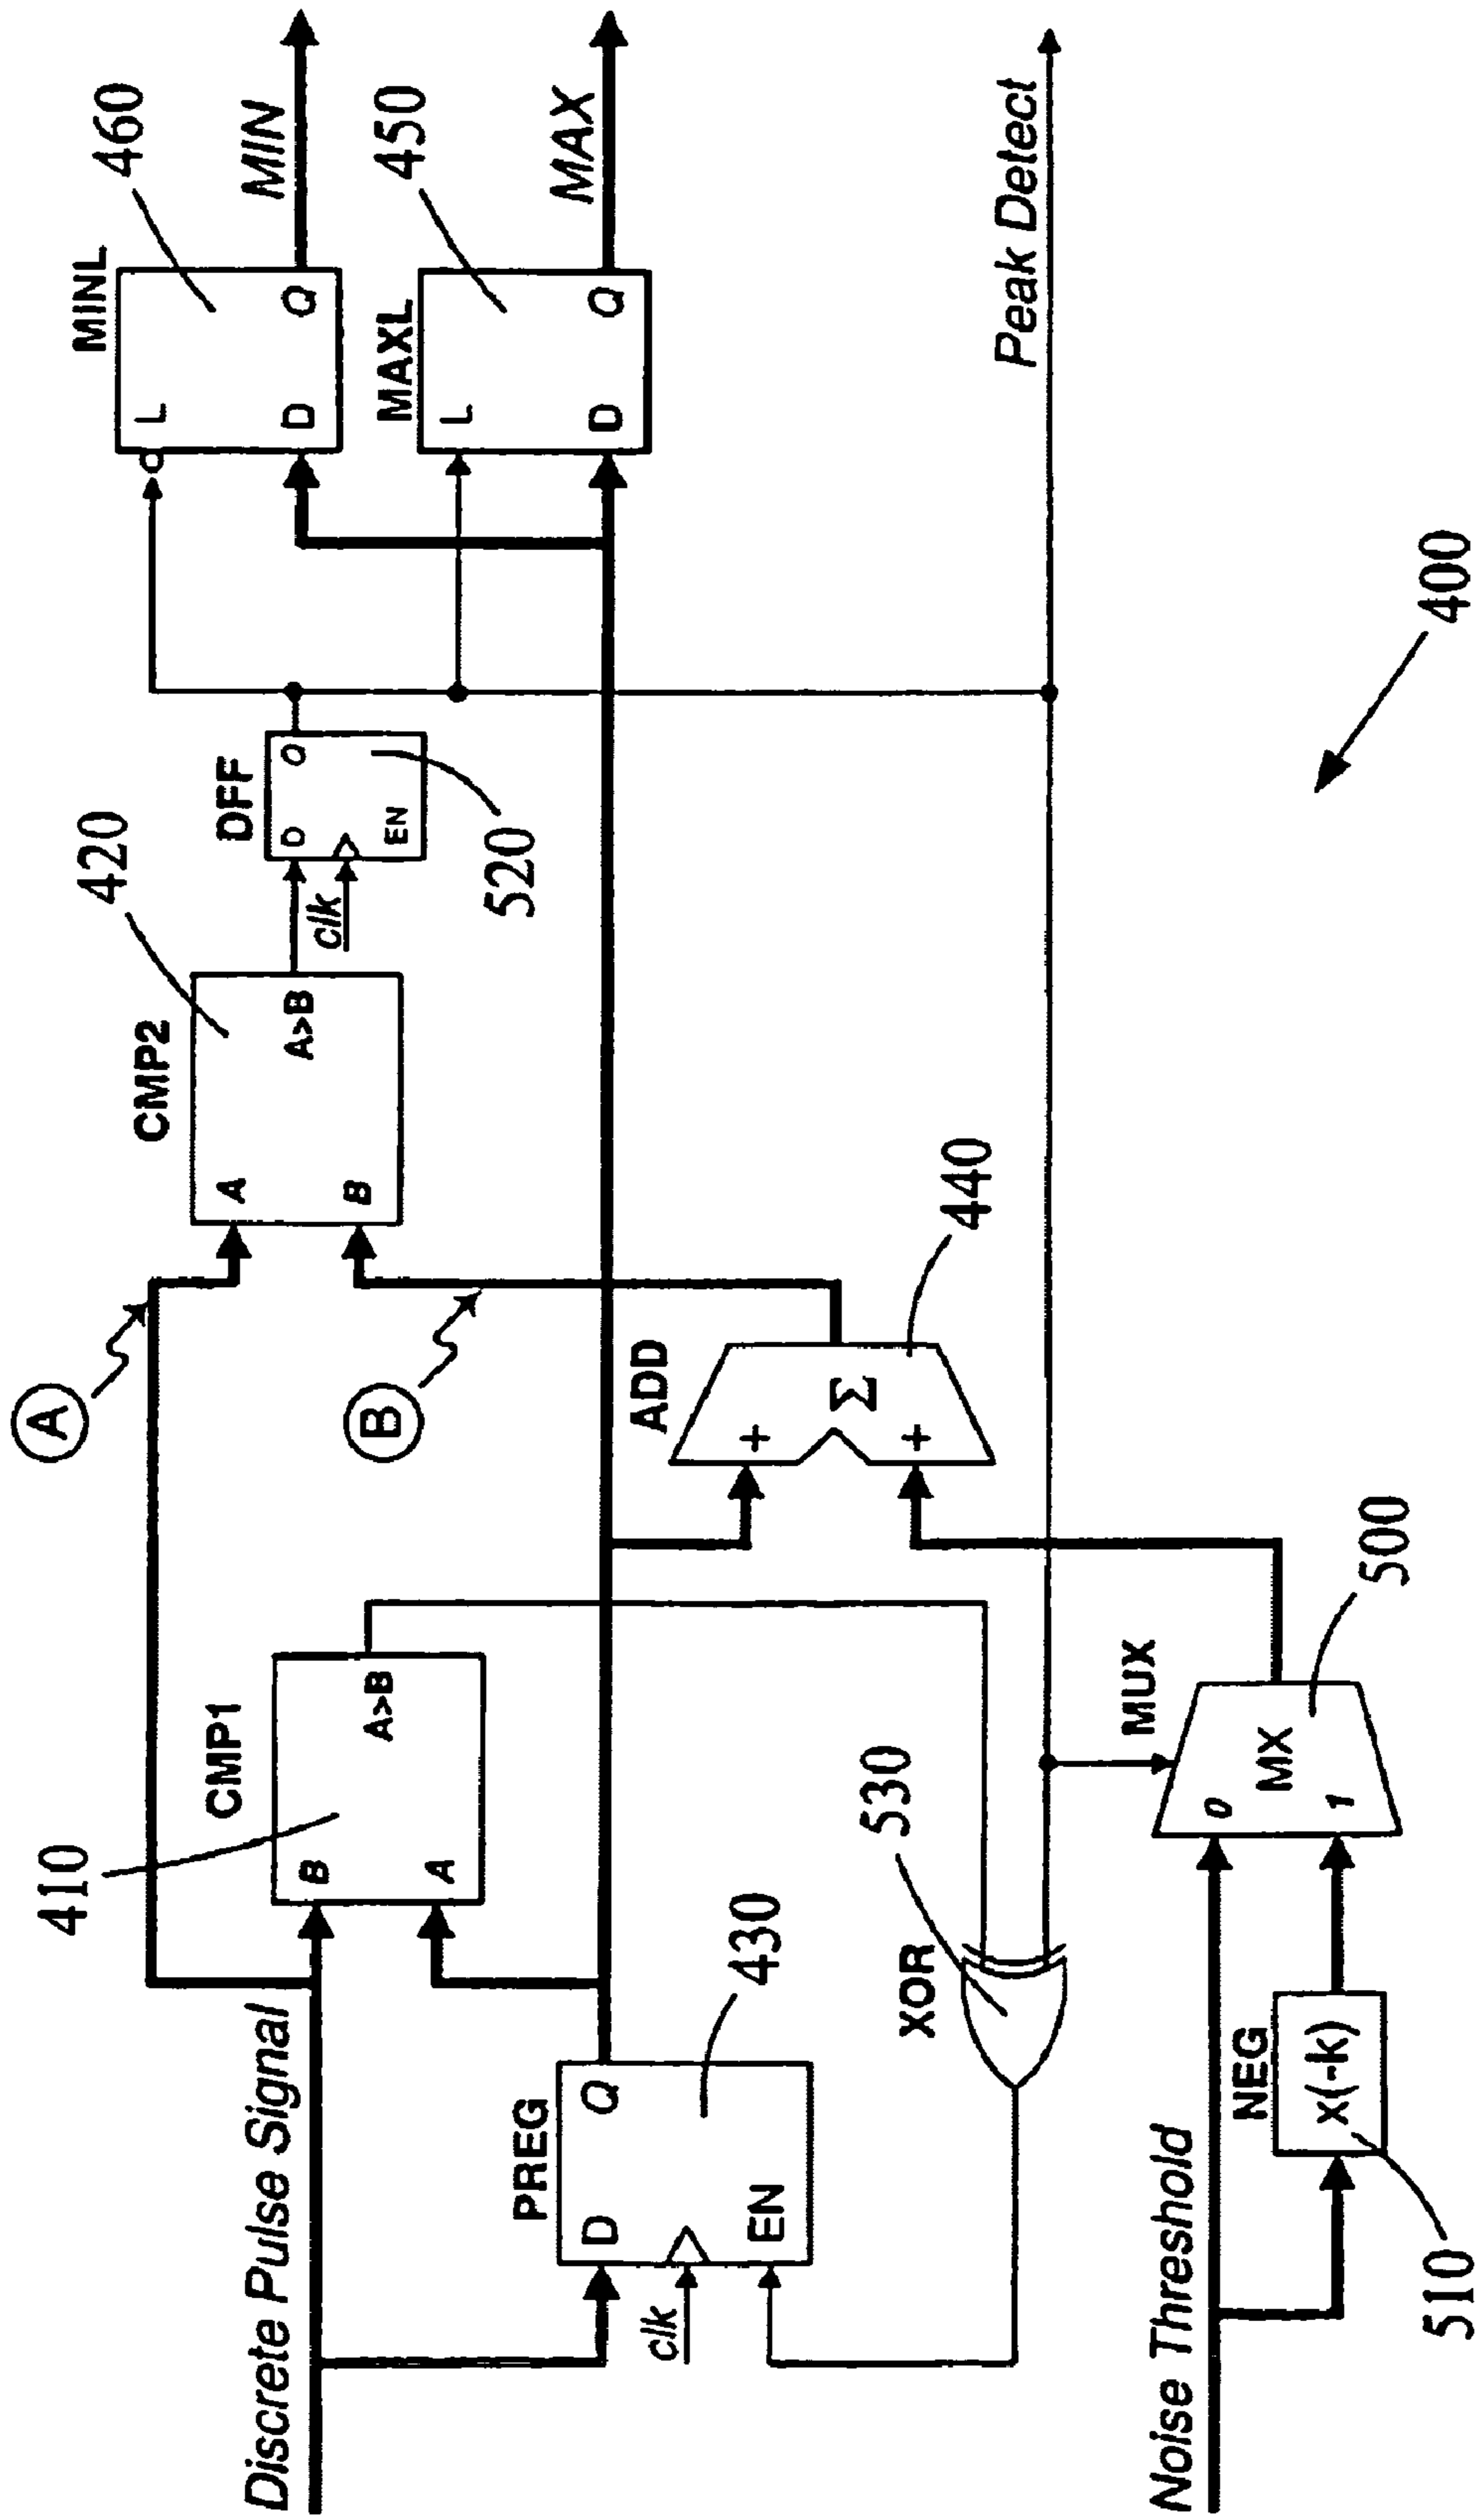 460
MINL
L
D
Q
MIN
450
MAXL
L
D
Q
MAX
Peak Detect
420
CMP2
A
B
A>B
DFF
D
Q
clk
EN
520
A
B
410
CMP1
B
A
A>B
ADD
+
+
Σ
440
Discrete Pulse Signal
PREG
D
Q
clk
EN
430
XOR
530
MUX
0
1
MX
500
Noise Threshold
NEG
x(-k)
510
400